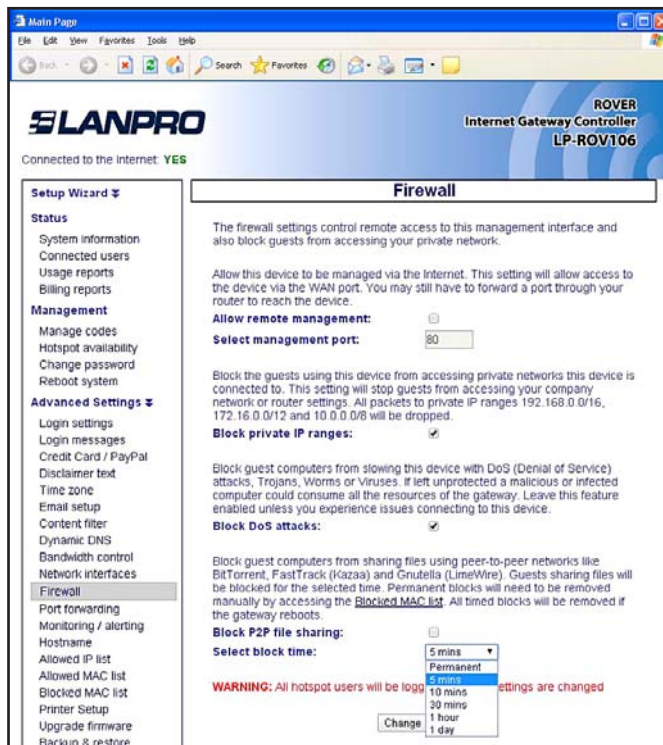 Main Page
File Edit View Favorites Tools Help
Back Search Favorites
LANPRO
ROVER
Internet Gateway Controller
LP-ROV106
Connected to the Internet: YES
Setup Wizard
Status
System information
Connected users
Usage reports
Billing reports
Management
Manage codes
Hotspot availability
Change password
Reboot system
Advanced Settings
Login settings
Login messages
Credit Card / PayPal
Disclaimer text
Time zone
Email setup
Content filter
Dynamic DNS
Bandwidth control
Network interfaces
Firewall
Port forwarding
Monitoring / alerting
Hostname
Allowed IP list
Allowed MAC list
Blocked MAC list
Printer Setup
Upgrade firmware
Backup & restore
Firewall
The firewall settings control remote access to this management interface and
also block guests from accessing your private network.
Allow this device to be managed via the Internet. This setting will allow access to
the device via the WAN port. You may still have to forward a port through your
router to reach the device.
Allow remote management:
Select management port: 80
Block the guests using this device from accessing private networks this device is
connected to. This setting will stop guests from accessing your company
network or router settings. All packets to private IP ranges 192.168.0.0/16,
172.16.0.0/12 and 10.0.0.0/8 will be dropped.
Block private IP ranges:
Block guest computers from slowing this device with DoS (Denial of Service)
attacks, Trojans, Worms or Viruses. If left unprotected a malicious or infected
computer could consume all the resources of the gateway. Leave this feature
enabled unless you experience issues connecting to this device.
Block DoS attacks:
Block guest computers from sharing files using peer-to-peer networks like
BitTorrent, FastTrack (Kazaa) and Gnutella (LimeWire). Guests sharing files will
be blocked for the selected time. Permanent blocks will need to be removed
manually by accessing the Blocked MAC list. All timed blocks will be removed if
the gateway reboots.
Block P2P file sharing:
Select block time: 5 mins
Permanent
5 mins
10 mins
30 mins
1 hour
1 day
WARNING: All hotspot users will be logg ettings are changed
Change